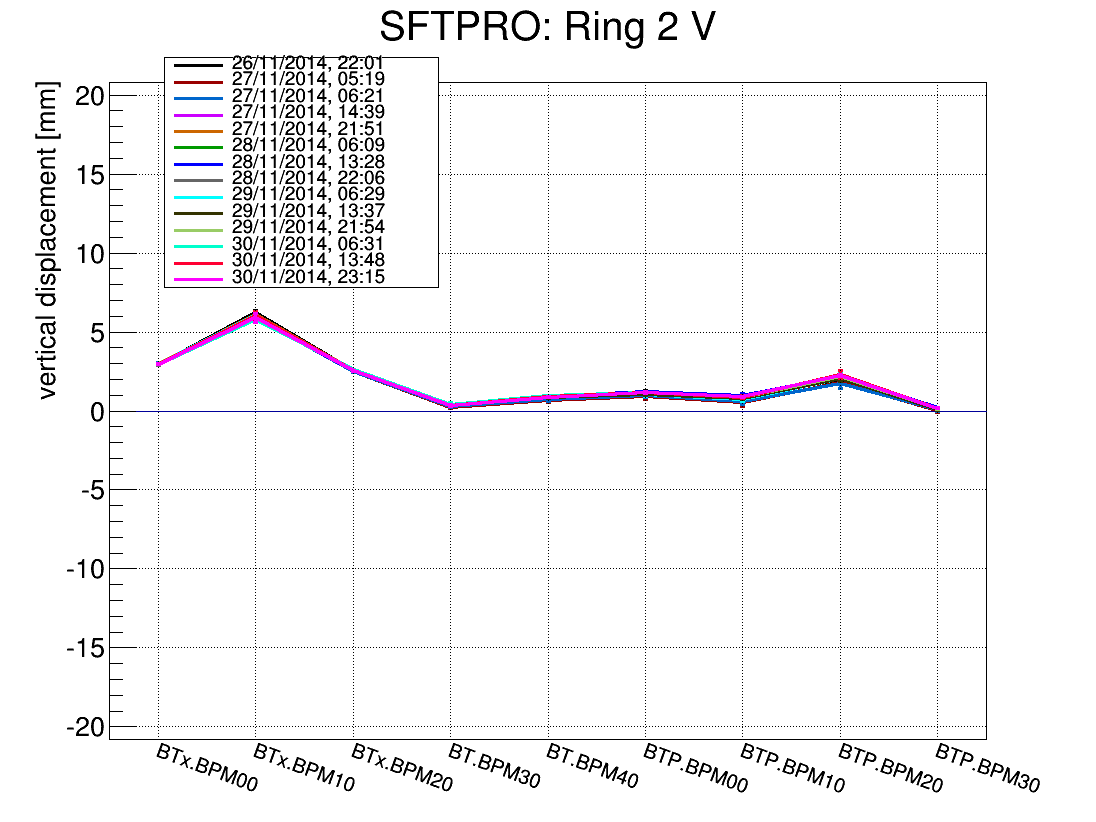 SFTPRO: Ring 2 V
vertical displacement [mm]
26/11/2014, 22:01
27/11/2014, 05:19
27/11/2014, 06:21
27/11/2014, 14:39
27/11/2014, 21:51
28/11/2014, 06:09
28/11/2014, 13:28
28/11/2014, 22:06
29/11/2014, 06:29
29/11/2014, 13:37
29/11/2014, 21:54
30/11/2014, 06:31
30/11/2014, 13:48
30/11/2014, 23:15
20
15
10
5
0
-5
-10
-15
-20
BTx.BPM00
BTx.BPM10
BTx.BPM20
BT.BPM30
BT.BPM40
BTP.BPM00
BTP.BPM10
BTP.BPM20
BTP.BPM30